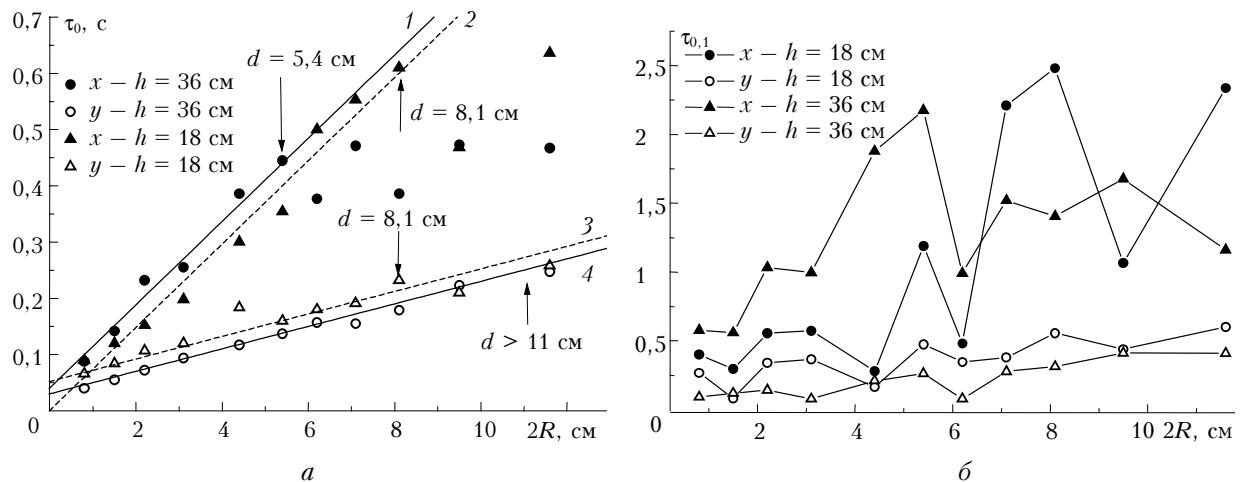 0,7
τ₀, с
1
2
0,6
d = 5,4 см
x – h = 36 см
y – h = 36 см
x – h = 18 см
y – h = 18 см
d = 8,1 см
0,5
0,4
0,3
d = 8,1 см
3
4
0,2
d > 11 см
0,1
0
2
4
6
8
10
2R, см
а
τ₀,₁
x – h = 18 см
y – h = 18 см
x – h = 36 см
y – h = 36 см
2,5
2
1,5
1
0,5
0
2
4
6
8
10
2R, см
б